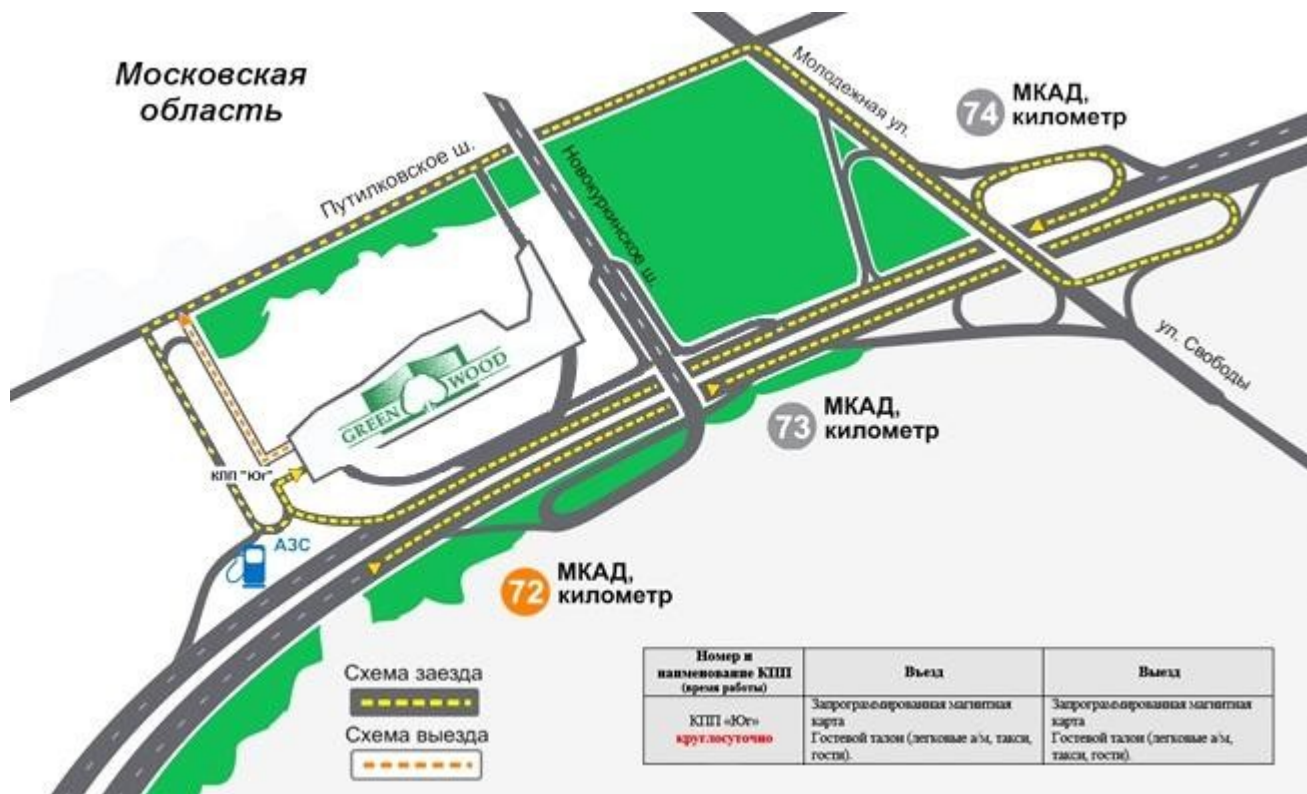 Московская
область
Путилковское ш.
Новокуркинское ш.
Молодежная ул.
74
МКАД,
километр
GREEN WOOD
ул. Свободы
73
МКАД,
километр
КПП "Юг"
АЗС
72
МКАД,
километр
Схема заезда
Схема выезда
Номер и
наименование КПП
(время работы)
Въезд
Выезд
КПП «Юг»
круглосуточно
Запрограммированная магнитная
карта
Гостевой талон (легковые а/м, такси,
гости).
Запрограммированная магнитная
карта
Гостевой талон (легковые а/м,
такси, гости).